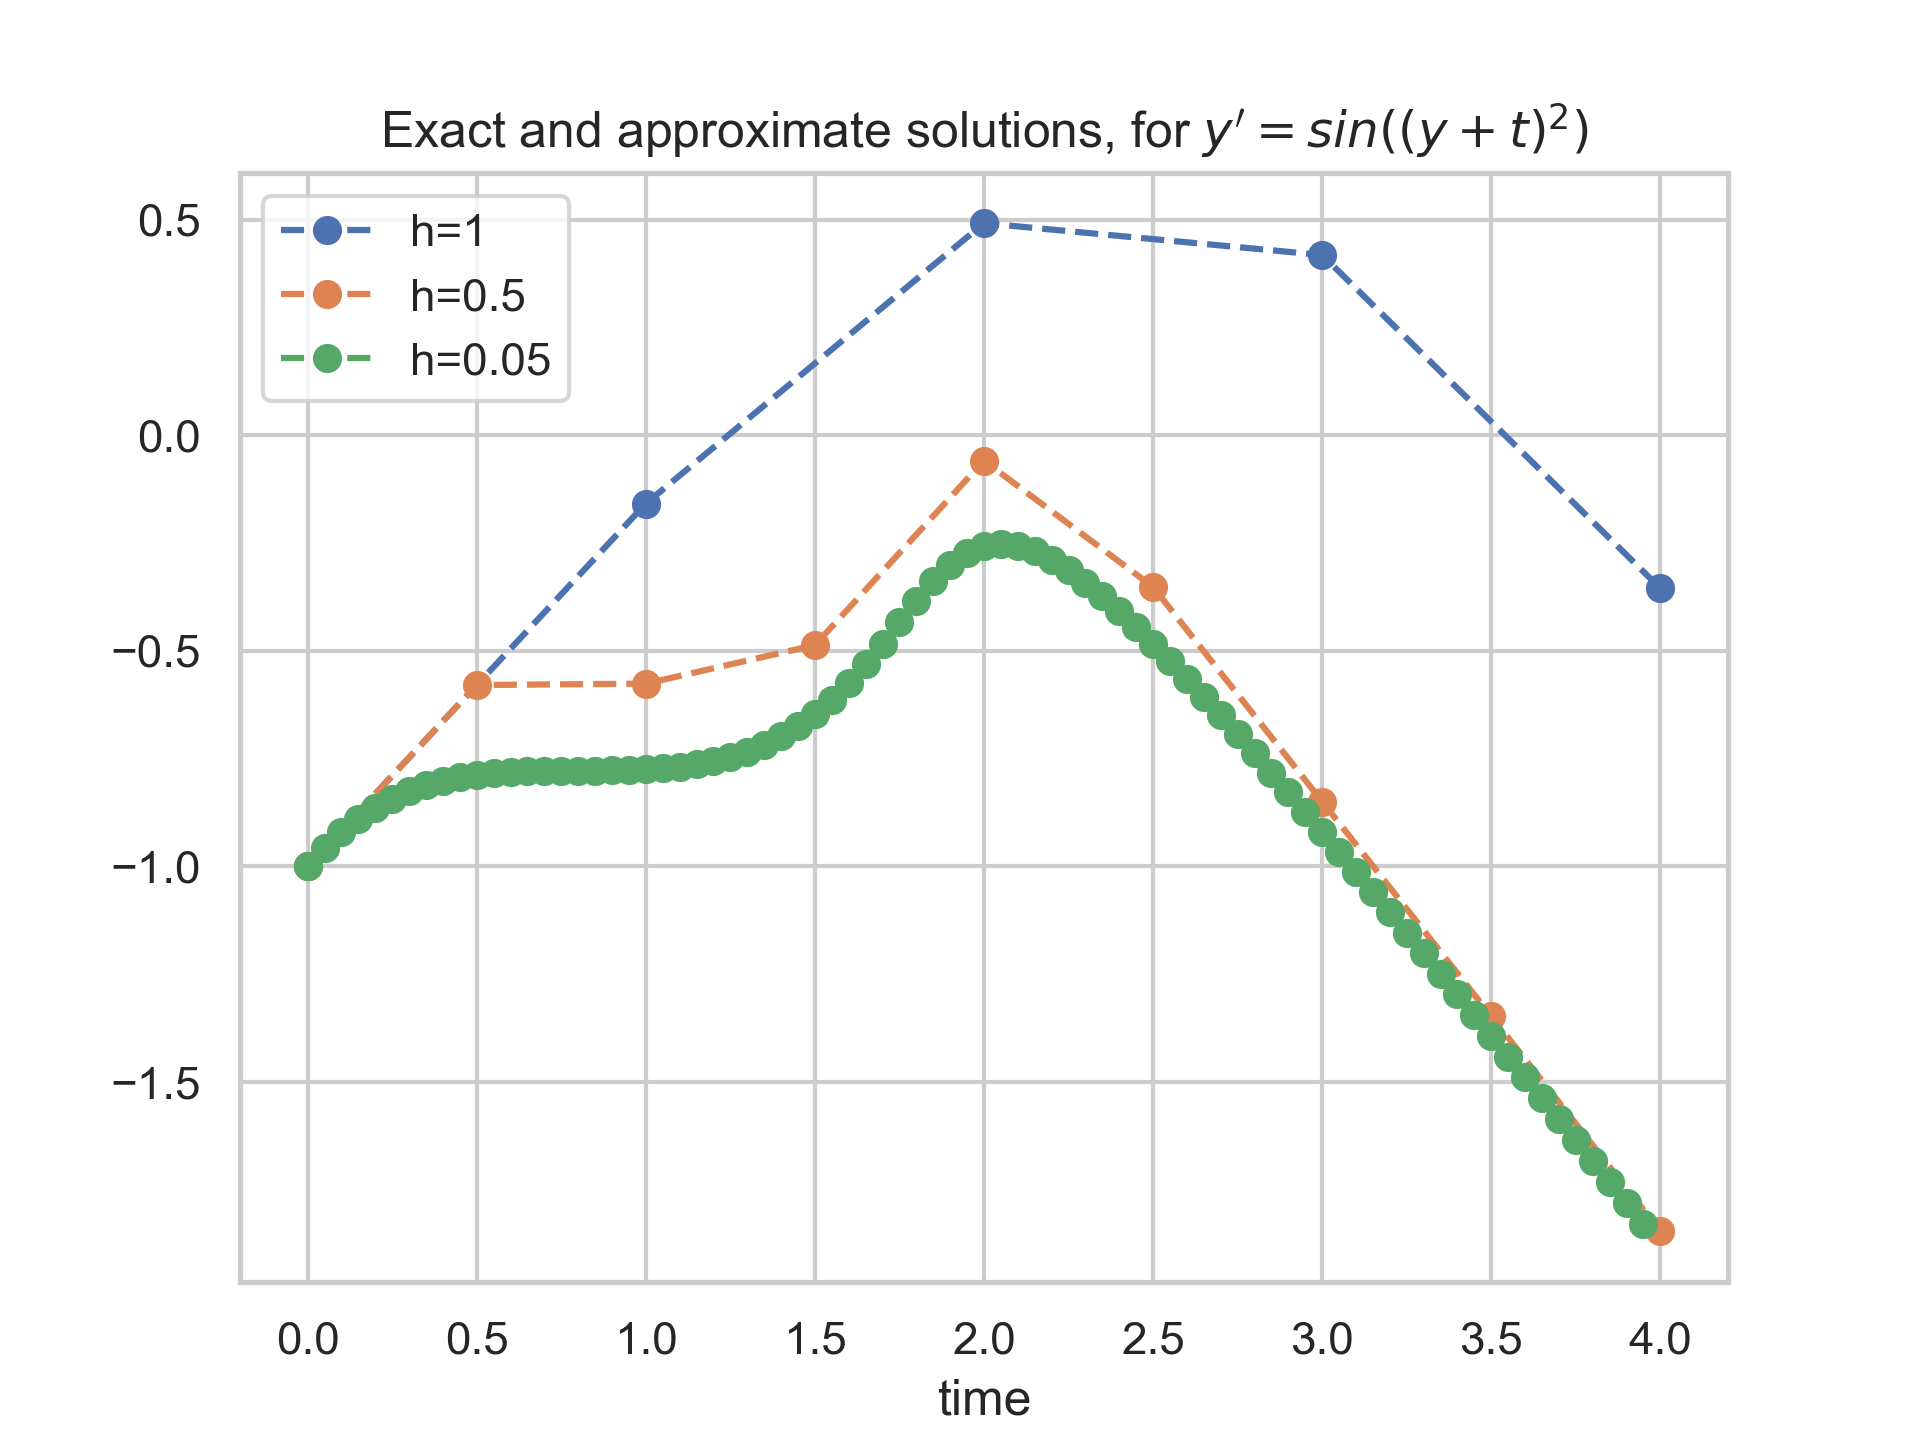 Exact and approximate solutions, for y′ = sin((y + t)²)
h=1
h=0.5
h=0.05
0.5
0.0
−0.5
−1.0
−1.5
0.0 0.5 1.0 1.5 2.0 2.5 3.0 3.5 4.0
time